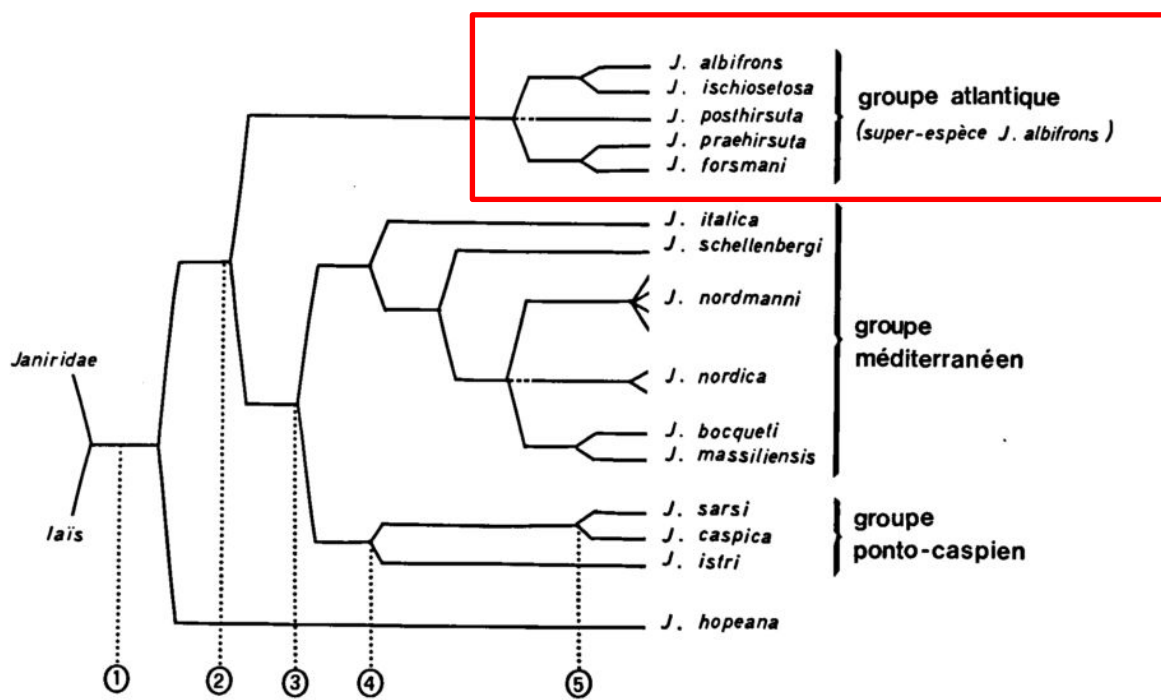 J. albifrons
J. ischiosetosa
J. posthirsuta
J. praehirsuta
J. forsmani
groupe atlantique
(super-espèce J. albifrons)
J. italica
J. schellenbergi
J. nordmanni
J. nordica
J. bocqueti
J. massiliensis
groupe
méditerranéen
Janiridae
Iaïs
J. sarsi
J. caspica
J. istri
groupe
ponto-caspien
J. hopeana
1 2 3 4 5